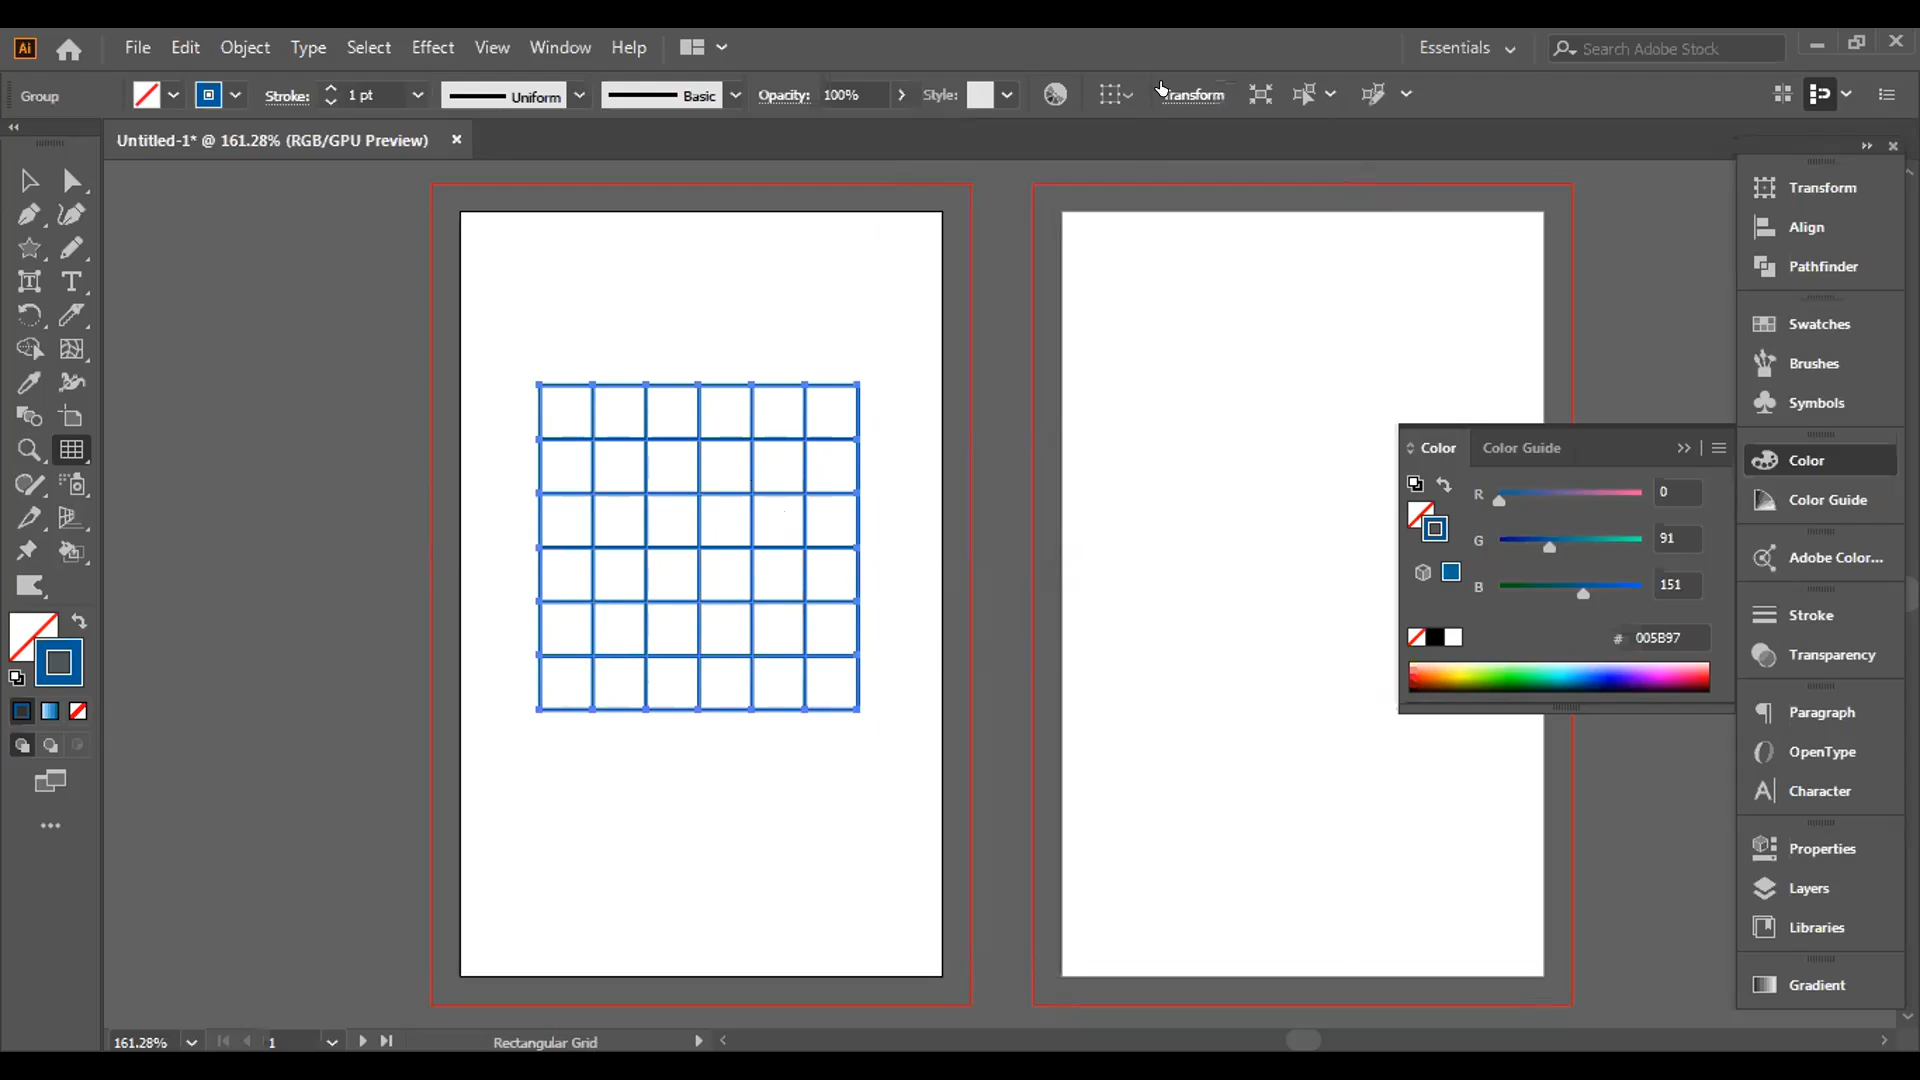 Ai File Edit Object Type Select Effect View Window Help Essentials Search Adobe Stock
Group Stroke: 1 pt Uniform Basic Opacity: 100% Style: Transform
Untitled-1* @ 161.28% (RGB/GPU Preview)
Transform
Align
Pathfinder
Swatches
Brushes
Symbols
Color Color Guide
R 0
G 91
B 151
# 005B97
Color
Color Guide
Adobe Color...
Stroke
Transparency
Paragraph
OpenType
Character
Properties
Layers
Libraries
Gradient
161.28% 1 Rectangular Grid